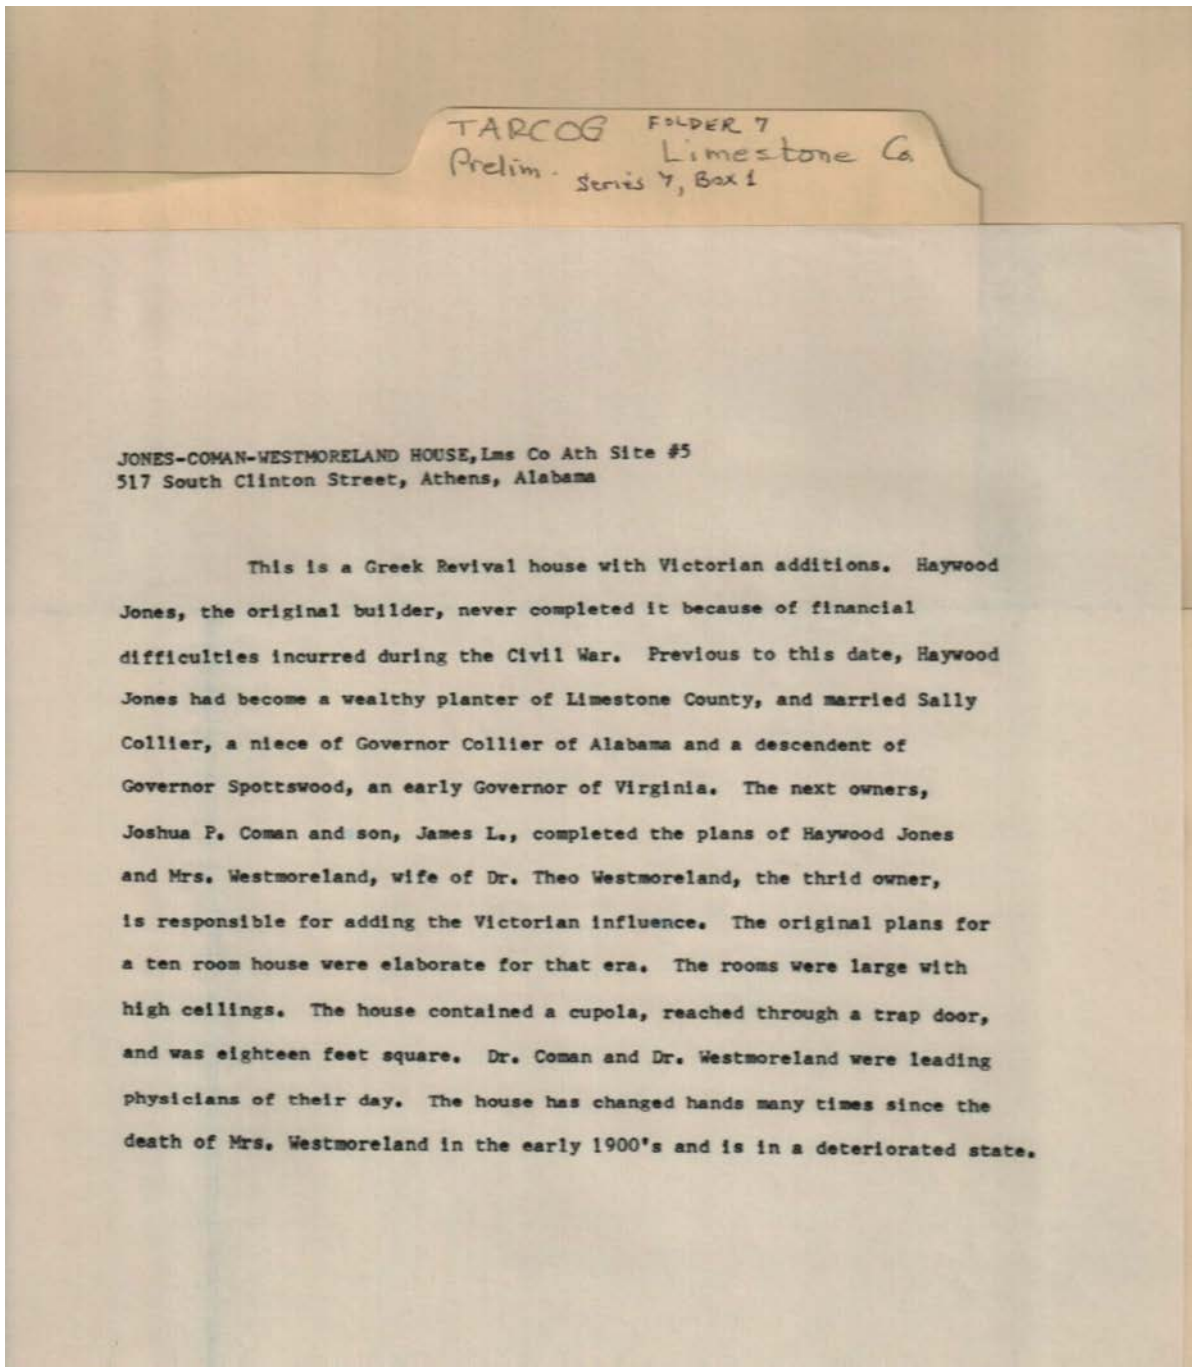 TARCOG FOLDER 7
Prelim. Limestone Co
Series 7, Box 1
JONES-COMAN-WESTMORELAND HOUSE,Lms Co Ath Site #5
517 South Clinton Street, Athens, Alabama
This is a Greek Revival house with Victorian additions. Haywood
Jones, the original builder, never completed it because of financial
difficulties incurred during the Civil War. Previous to this date, Haywood
Jones had become a wealthy planter of Limestone County, and married Sally
Collier, a niece of Governor Collier of Alabama and a descendent of
Governor Spottswood, an early Governor of Virginia. The next owners,
Joshua P. Coman and son, James L., completed the plans of Haywood Jones
and Mrs. Westmoreland, wife of Dr. Theo Westmoreland, the thrid owner,
is responsible for adding the Victorian influence. The original plans for
a ten room house were elaborate for that era. The rooms were large with
high ceilings. The house contained a cupola, reached through a trap door,
and was eighteen feet square. Dr. Coman and Dr. Westmoreland were leading
physicians of their day. The house has changed hands many times since the
death of Mrs. Westmoreland in the early 1900's and is in a deteriorated state.